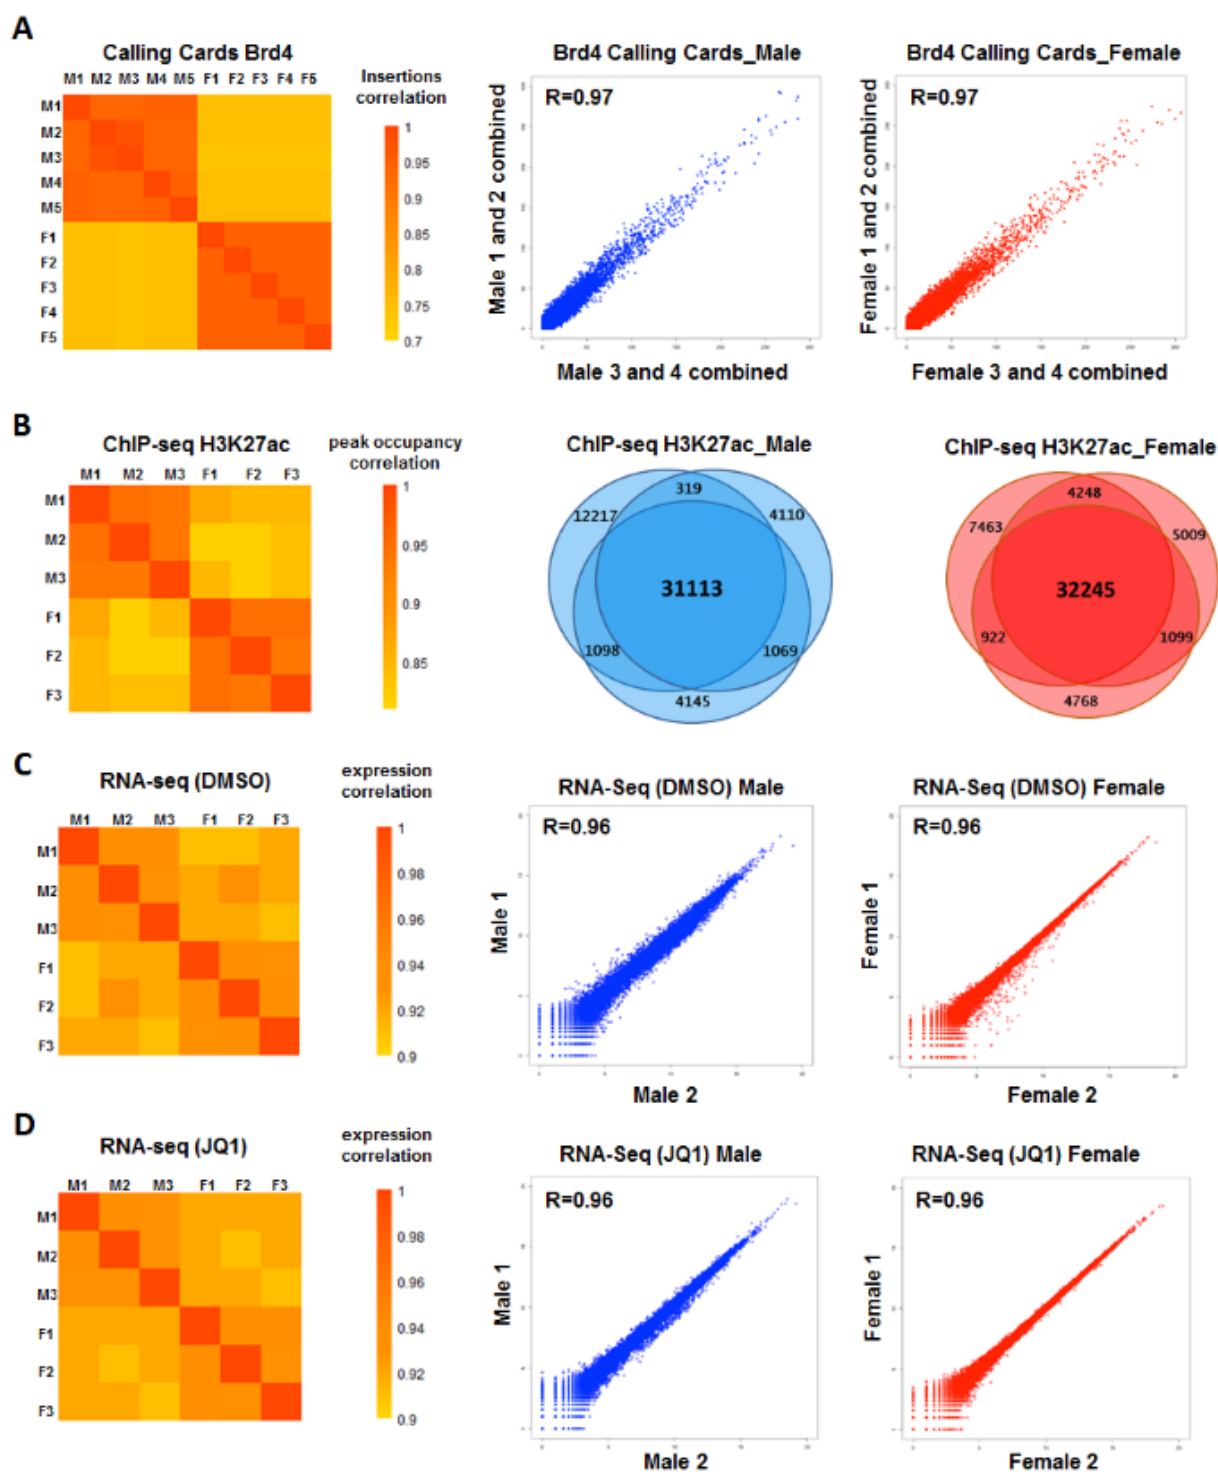 A
Calling Cards Brd4
M1 M2 M3 M4 M5 F1 F2 F3 F4 F5
M1
M2
M3
M4
M5
F1
F2
F3
F4
F5
Insertions
correlation
1
0.95
0.9
0.85
0.8
0.75
0.7
Brd4 Calling Cards_Male
R=0.97
Male 1 and 2 combined
Male 3 and 4 combined
Brd4 Calling Cards_Female
R=0.97
Female 1 and 2 combined
Female 3 and 4 combined
B
ChIP-seq H3K27ac
M1 M2 M3 F1 F2 F3
M1
M2
M3
F1
F2
F3
peak occupancy
correlation
1
0.95
0.9
0.85
ChIP-seq H3K27ac_Male
319
12217
4110
31113
1098
1069
4145
ChIP-seq H3K27ac_Female
4248
7463
5009
32245
922
1099
4768
C
RNA-seq (DMSO)
M1 M2 M3 F1 F2 F3
M1
M2
M3
F1
F2
F3
expression
correlation
1
0.98
0.96
0.94
0.92
0.9
RNA-Seq (DMSO) Male
R=0.96
Male 1
Male 2
RNA-Seq (DMSO) Female
R=0.96
Female 1
Female 2
D
RNA-seq (JQ1)
M1 M2 M3 F1 F2 F3
M1
M2
M3
F1
F2
F3
expression
correlation
1
0.98
0.96
0.94
0.92
0.9
RNA-Seq (JQ1) Male
R=0.96
Male 1
Male 2
RNA-Seq (JQ1) Female
R=0.96
Female 1
Female 2